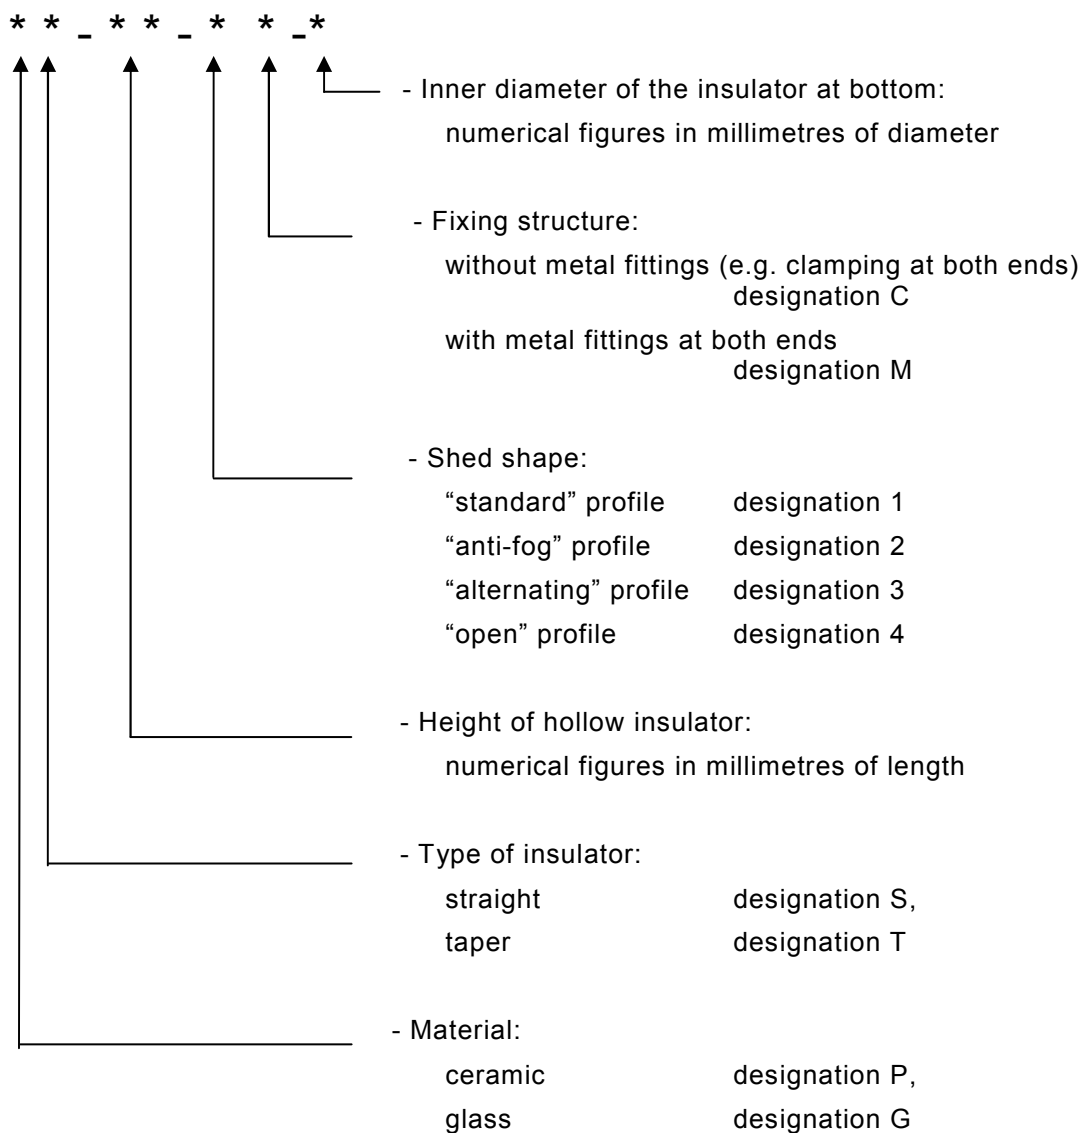 * * - * * - * * - *
- Inner diameter of the insulator at bottom:
numerical figures in millimetres of diameter
- Fixing structure:
without metal fittings (e.g. clamping at both ends)
designation C
with metal fittings at both ends
designation M
- Shed shape:
“standard” profile designation 1
“anti-fog” profile designation 2
“alternating” profile designation 3
“open” profile designation 4
- Height of hollow insulator:
numerical figures in millimetres of length
- Type of insulator:
straight designation S,
taper designation T
- Material:
ceramic designation P,
glass designation G